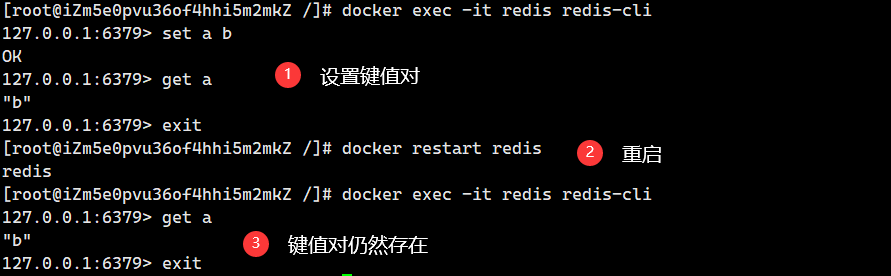 [root@iZm5e0pvu36of4hhi5m2mkZ /]# docker exec -it redis redis-cli
127.0.0.1:6379> set a b
OK
127.0.0.1:6379> get a
1 设置键值对
"b"
127.0.0.1:6379> exit
[root@iZm5e0pvu36of4hhi5m2mkZ /]# docker restart redis
2 重启
redis
[root@iZm5e0pvu36of4hhi5m2mkZ /]# docker exec -it redis redis-cli
127.0.0.1:6379> get a
"b"
3 键值对仍然存在
127.0.0.1:6379> exit